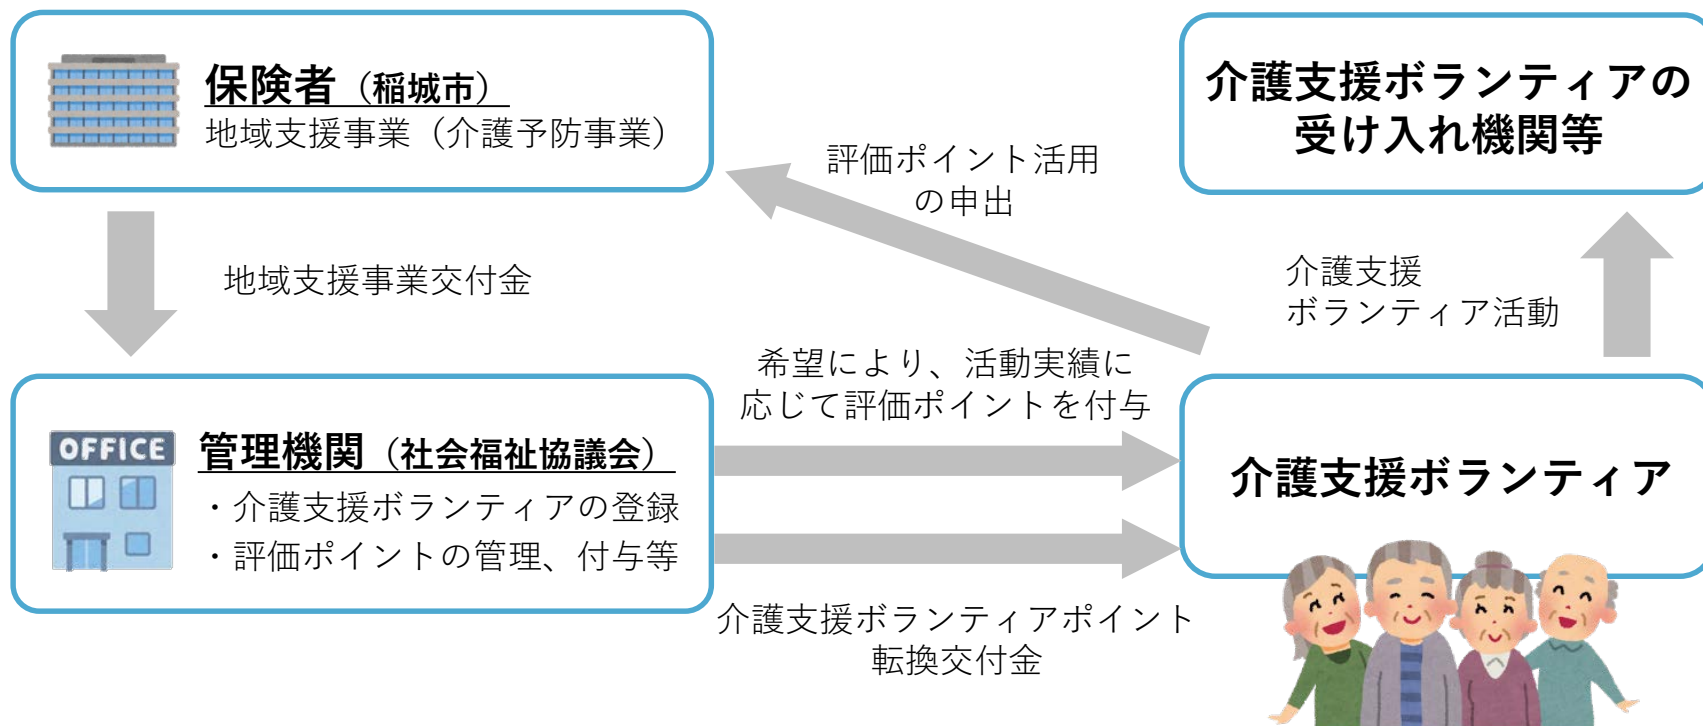 保険者（稲城市）
地域支援事業（介護予防事業）
介護支援ボランティアの
受け入れ機関等
評価ポイント活用
の申出
地域支援事業交付金
介護支援
ボランティア活動
希望により、活動実績に
応じて評価ポイントを付与
OFFICE
管理機関（社会福祉協議会）
・介護支援ボランティアの登録
・評価ポイントの管理、付与等
介護支援ボランティア
介護支援ボランティアポイント
転換交付金